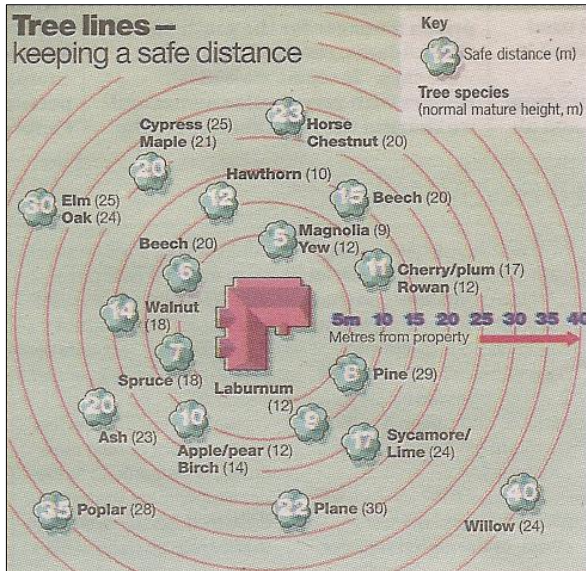 Tree lines –
keeping a safe distance
Key
12 Safe distance (m)
Tree species
(normal mature height, m)
23 Horse
Chestnut (20)
Cypress (25)
Maple (21)
20
Hawthorn (10)
12
15 Beech (20)
30 Elm (25)
Oak (24)
5 Magnolia (9)
Yew (12)
Beech (20)
6
11 Cherry/plum (17)
Rowan (12)
14 Walnut
(18)
5m 10 15 20 25 30 35 40
Metres from property
7
Spruce (18)
8 Pine (29)
Laburnum
(12)
9
20
Ash (23)
10
Apple/pear (12)
Birch (14)
17 Sycamore/
Lime (24)
35 Poplar (28)
22 Plane (30)
40
Willow (24)